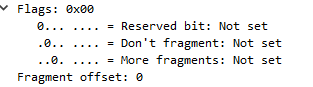 Flags: 0x00
0... .... = Reserved bit: Not set
.0.. .... = Don't fragment: Not set
..0. .... = More fragments: Not set
Fragment offset: 0